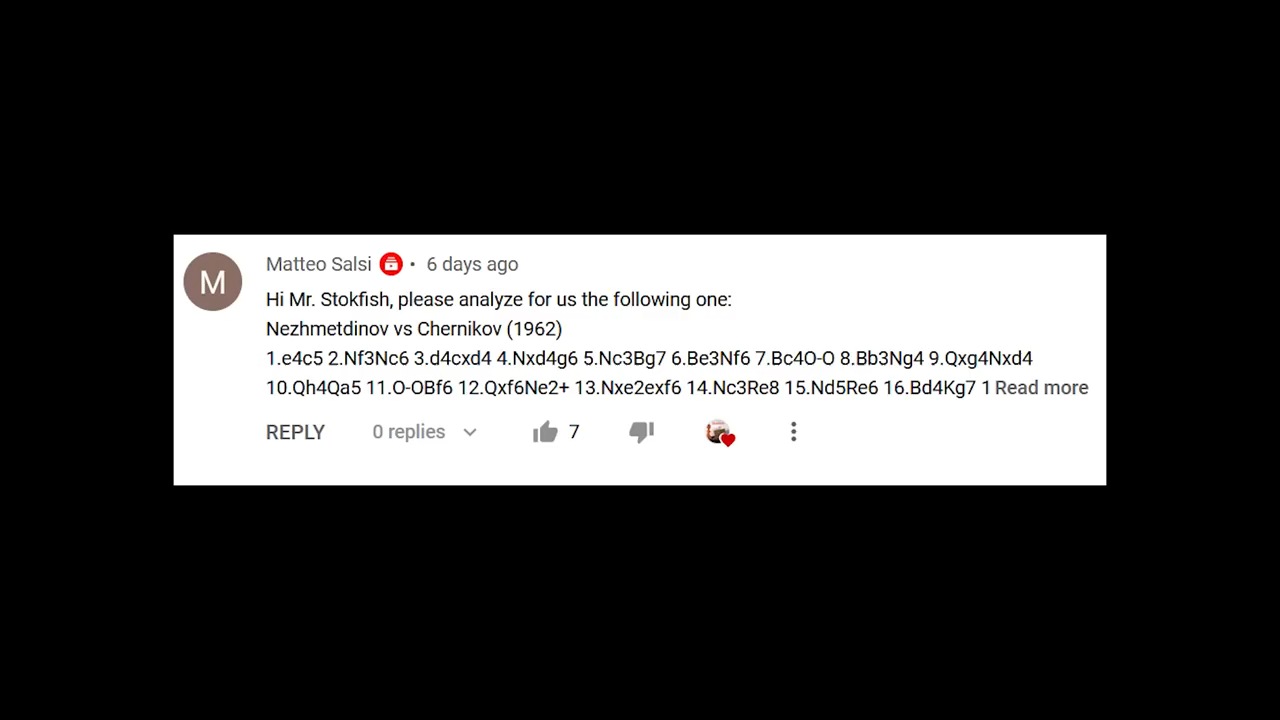 M
Matteo Salsi • 6 days ago
Hi Mr. Stokfish, please analyze for us the following one:
Nezhmetdinov vs Chernikov (1962)
1.e4c5 2.Nf3Nc6 3.d4cxd4 4.Nxd4g6 5.Nc3Bg7 6.Be3Nf6 7.Bc4O-O 8.Bb3Ng4 9.Qxg4Nxd4
10.Qh4Qa5 11.O-OBf6 12.Qxf6Ne2+ 13.Nxe2exf6 14.Nc3Re8 15.Nd5Re6 16.Bd4Kg7 1 Read more
REPLY 0 replies 7